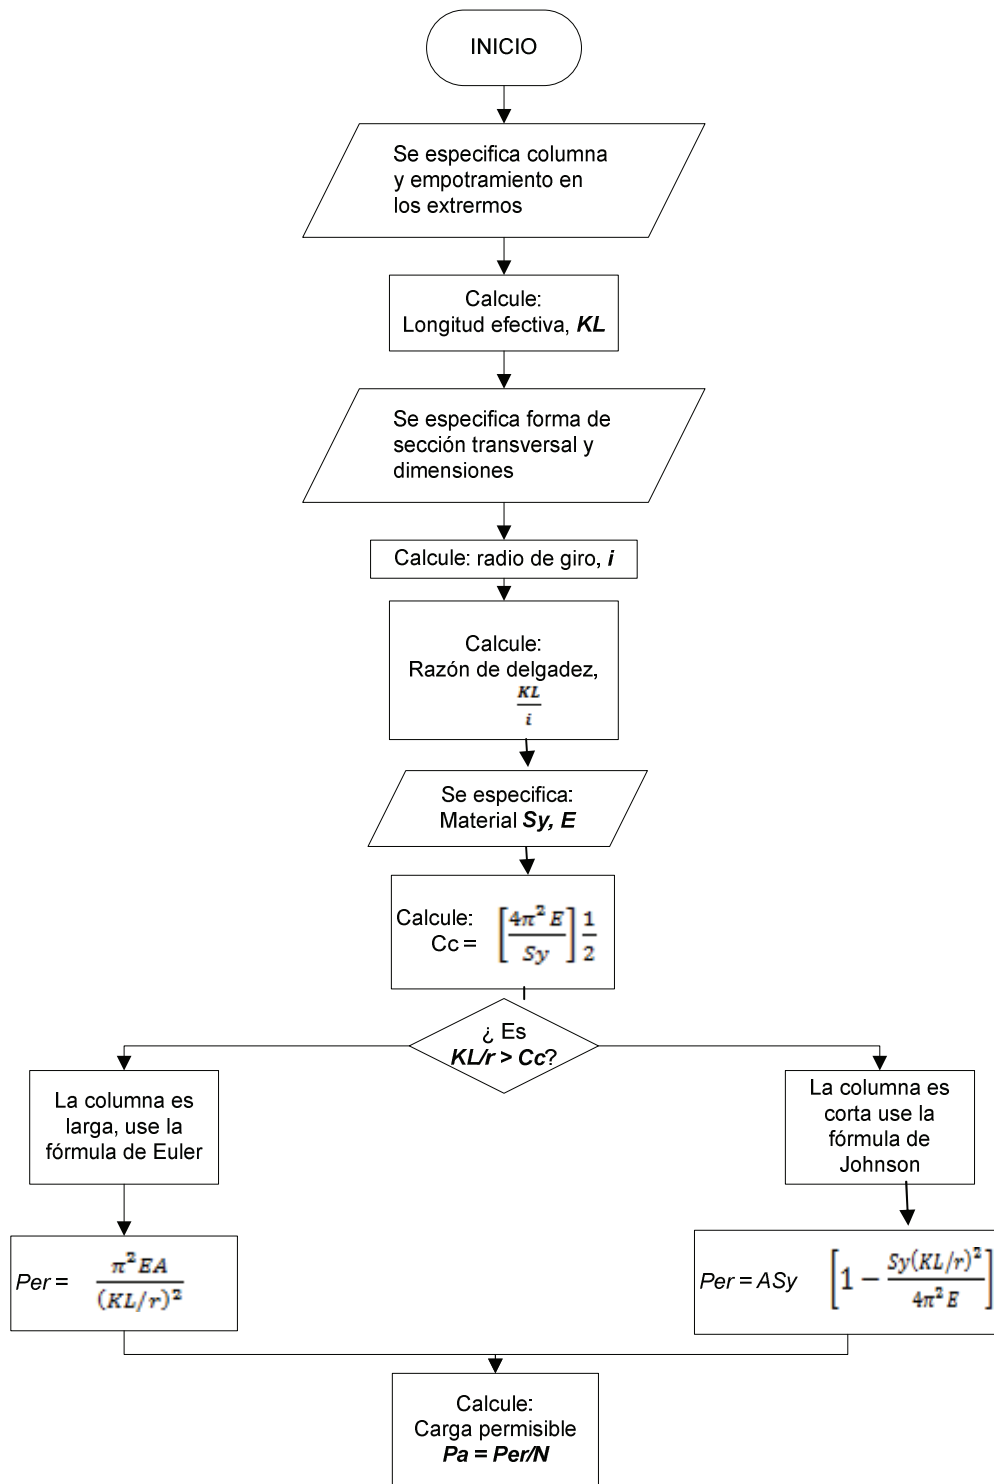 INICIO
Se especifica columna
y empotramiento en
los extrermos
Calcule:
Longitud efectiva, KL
Se especifica forma de
sección transversal y
dimensiones
Calcule: radio de giro, i
Calcule:
Razón de delgadez,
KL
i
Se especifica:
Material Sy, E
Calcule:
Cc = [4π² E / Sy] 1/2
¿ Es
KL/r > Cc?
La columna es
larga, use la
fórmula de Euler
La columna es
corta use la
fórmula de
Johnson
Per = π² EA / (KL/r)²
Per = ASy [1 − Sy(KL/r)² / 4π² E]
Calcule:
Carga permisible
Pa = Per/N